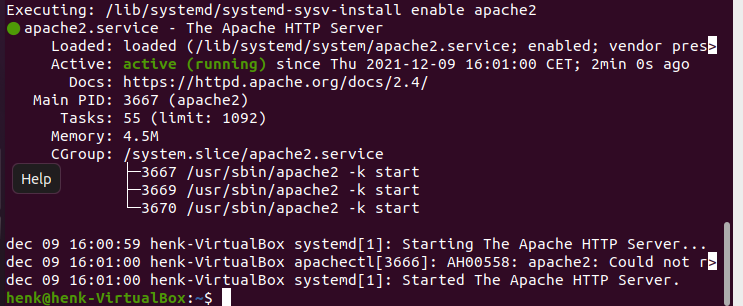 Executing: /lib/systemd/systemd-sysv-install enable apache2
● apache2.service - The Apache HTTP Server
Loaded: loaded (/lib/systemd/system/apache2.service; enabled; vendor pres>
Active: active (running) since Thu 2021-12-09 16:01:00 CET; 2min 0s ago
Docs: https://httpd.apache.org/docs/2.4/
Main PID: 3667 (apache2)
Tasks: 55 (limit: 1092)
Memory: 4.5M
CGroup: /system.slice/apache2.service
├─3667 /usr/sbin/apache2 -k start
Help
├─3669 /usr/sbin/apache2 -k start
└─3670 /usr/sbin/apache2 -k start
dec 09 16:00:59 henk-VirtualBox systemd[1]: Starting The Apache HTTP Server...
dec 09 16:01:00 henk-VirtualBox apachectl[3666]: AH00558: apache2: Could not r>
dec 09 16:01:00 henk-VirtualBox systemd[1]: Started The Apache HTTP Server.
henk@henk-VirtualBox:~$